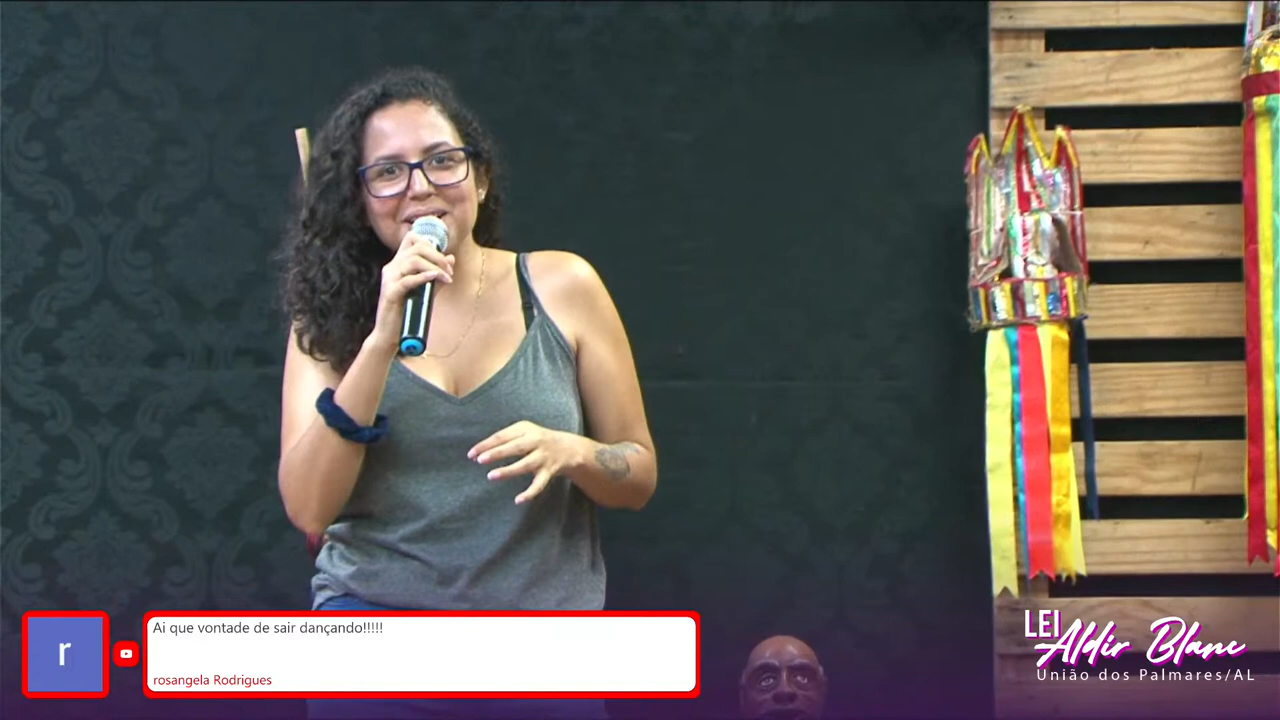 r
Ai que vontade de sair dançando!!!!!
rosangela Rodrigues
LEI
Aldir Blanc
União dos Palmares/AL